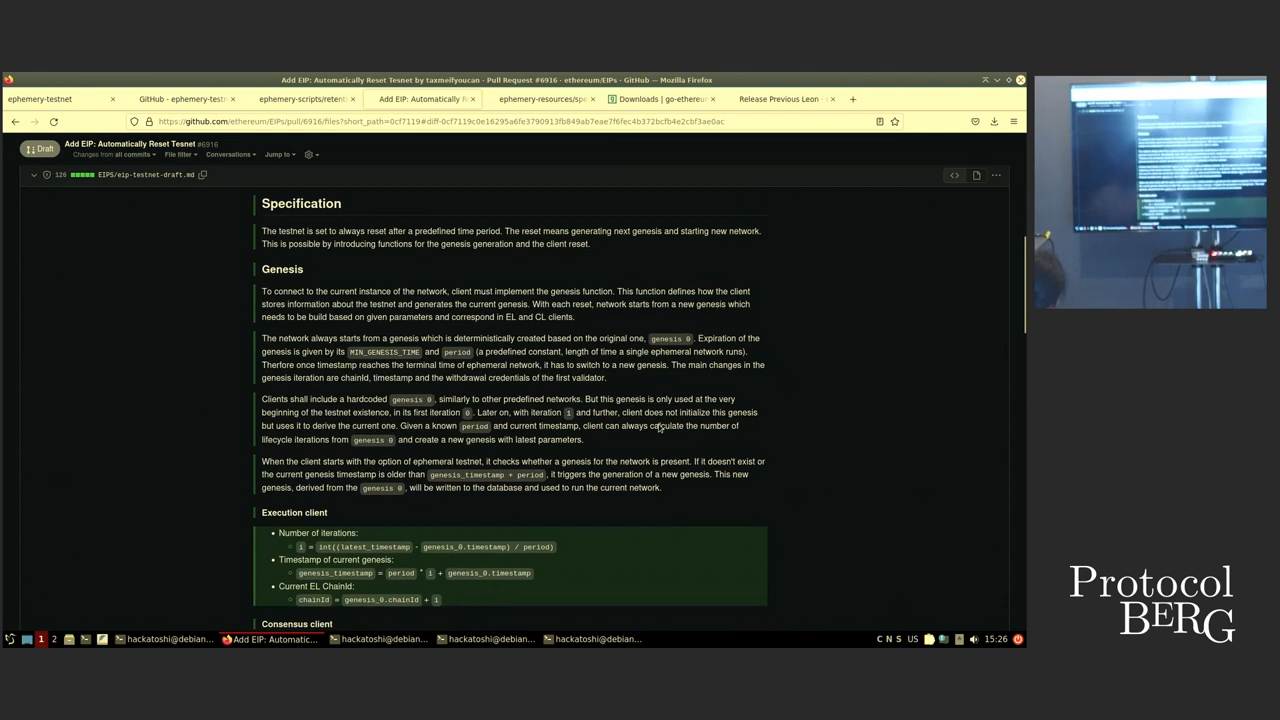 Add EIP: Automatically Reset Tesnet by taxmeifyoucan · Pull Request #6916 · ethereum/EIPs · GitHub — Mozilla Firefox
ephemery-testnet
GitHub - ephemery-testn
ephemery-scripts/retent
Add EIP: Automatically R
ephemery-resources/spe
Downloads | go-ethereum
Release Previous Leon ·
https://github.com/ethereum/EIPs/pull/6916/files?short_path=0cf7119#diff-0cf7119c0e16295a6fe3790913fb849ab7eae7f6fec4b372bcfb4e2cbf3ae0ac
Draft
Add EIP: Automatically Reset Tesnet #6916
Changes from all commits
File filter
Conversations
Jump to
126
EIPS/eip-testnet-draft.md
Specification
The testnet is set to always reset after a predefined time period. The reset means generating next genesis and starting new network.
This is possible by introducing functions for the genesis generation and the client reset.
Genesis
To connect to the current instance of the network, client must implement the genesis function. This function defines how the client
stores information about the testnet and generates the current genesis. With each reset, network starts from a new genesis which
needs to be build based on given parameters and correspond in EL and CL clients.
The network always starts from a genesis which is deterministically created based on the original one, genesis 0. Expiration of the
genesis is given by its MIN_GENESIS_TIME and period (a predefined constant, length of time a single ephemeral network runs).
Therfore once timestamp reaches the terminal time of ephemeral network, it has to switch to a new genesis. The main changes in the
genesis iteration are chainId, timestamp and the withdrawal credentials of the first validator.
Clients shall include a hardcoded genesis 0, similarly to other predefined networks. But this genesis is only used at the very
beginning of the testnet existence, in its first iteration 0. Later on, with iteration 1 and further, client does not initialize this genesis
but uses it to derive the current one. Given a known period and current timestamp, client can always calculate the number of
lifecycle iterations from genesis 0 and create a new genesis with latest parameters.
When the client starts with the option of ephemeral testnet, it checks whether a genesis for the network is present. If it doesn't exist or
the current genesis timestamp is older than genesis_timestamp + period, it triggers the generation of a new genesis. This new
genesis, derived from the genesis 0, will be written to the database and used to run the current network.
Execution client
Number of iterations:
i = int((latest_timestamp - genesis_0.timestamp) / period)
Timestamp of current genesis:
genesis_timestamp = period * i + genesis_0.timestamp
Current EL ChainId:
chainId = genesis_0.chainId + i
Consensus client
1
2
hackatoshi@debian...
Add EIP: Automatic...
hackatoshi@debian...
hackatoshi@debian...
hackatoshi@debian...
C N S
US
15:26
Protocol
BERG